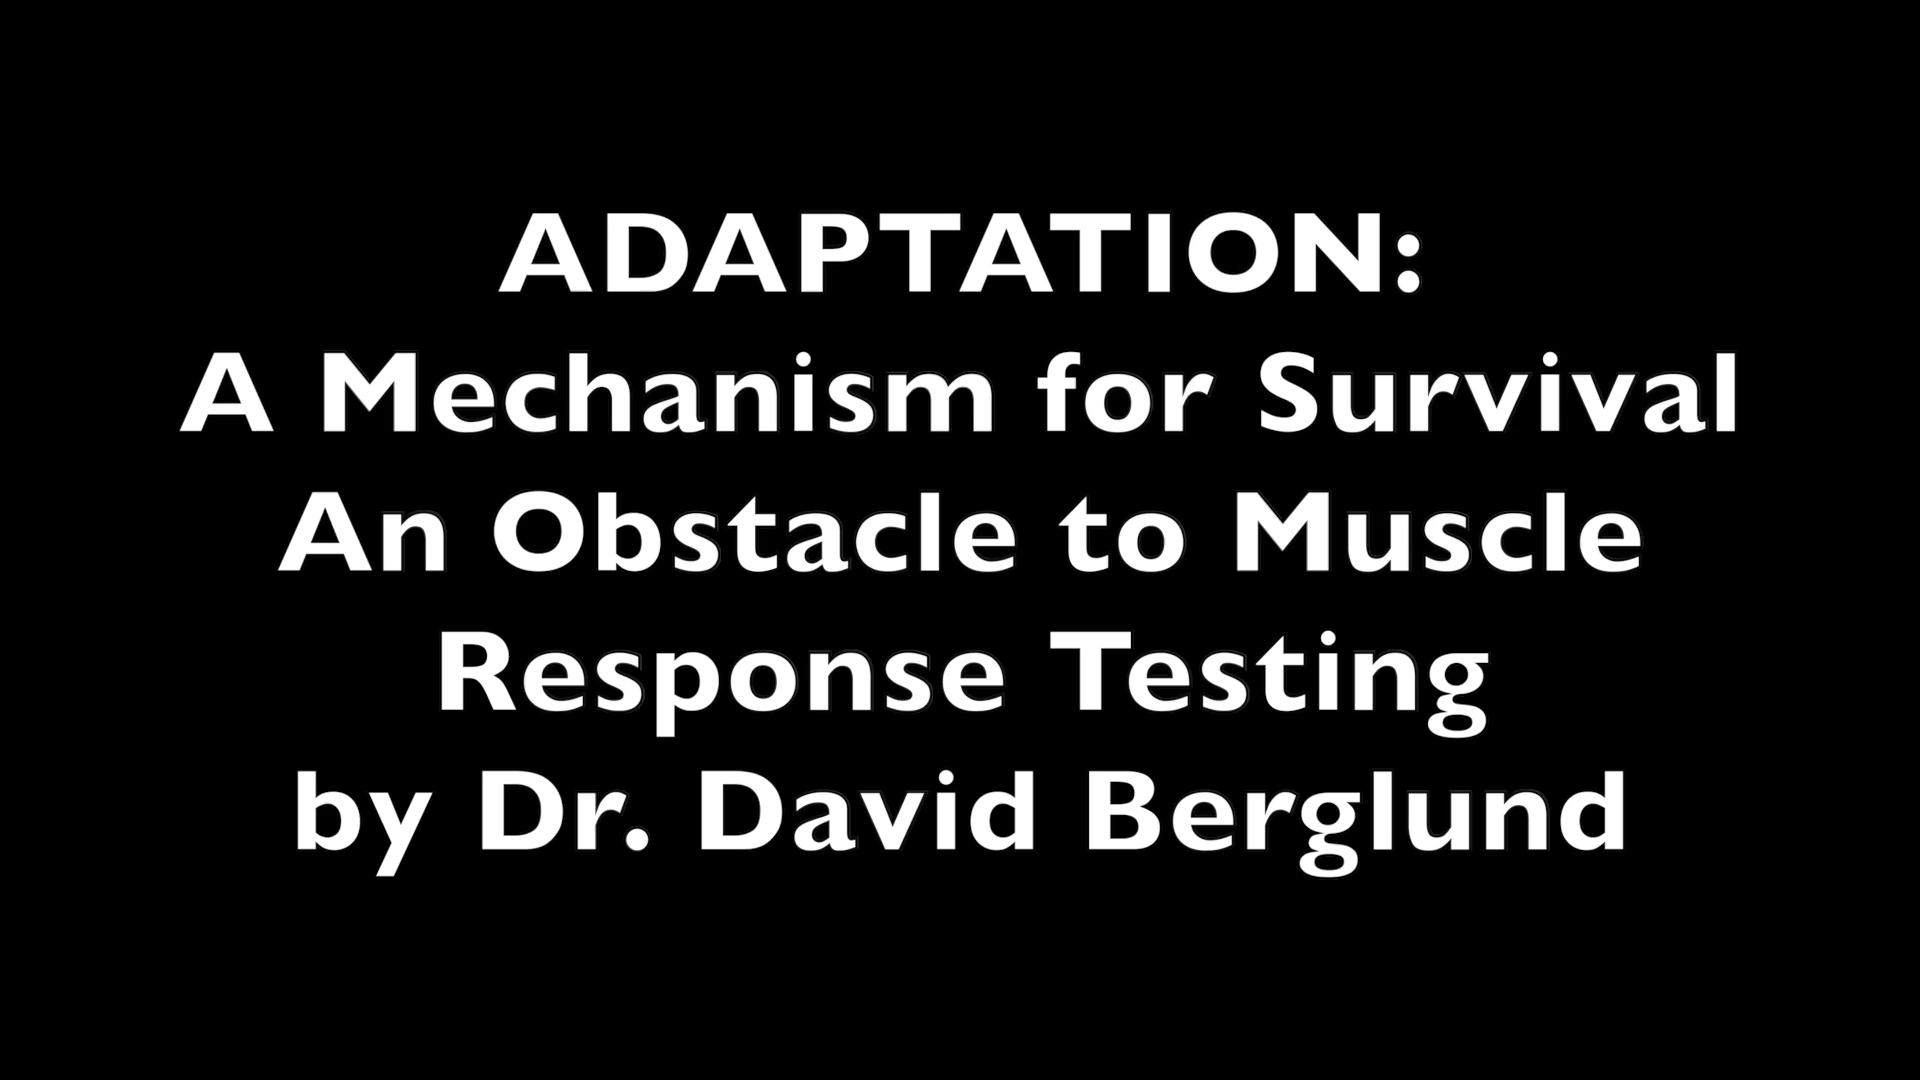 ADAPTATION:
A Mechanism for Survival
An Obstacle to Muscle
Response Testing
by Dr. David Berglund